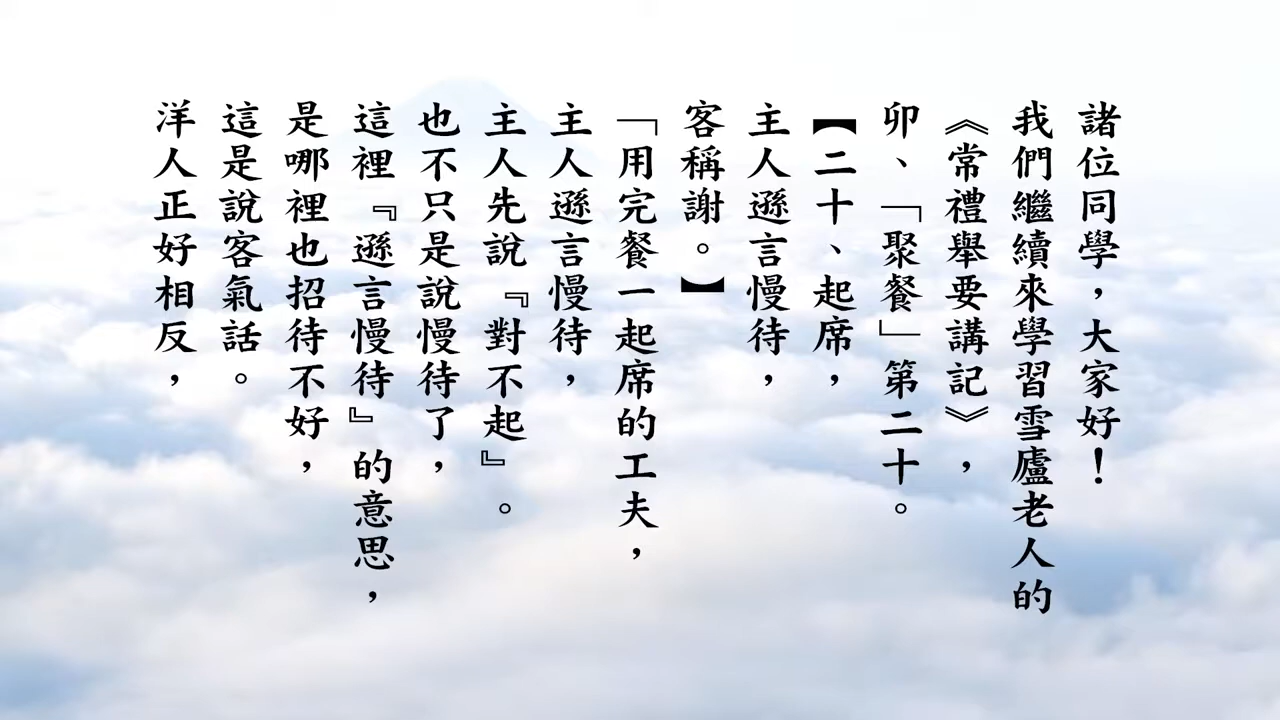 諸位同學，大家好！
我們繼續來學習雪廬老人的
《常禮舉要講記》，
卯、「聚餐」第二十。
【二十、起席，
主人遜言慢待，
客稱謝。】
「用完餐一起席的工夫，
主人遜言慢待，
主人先說『對不起』。
也不只是說慢待了，
這裡『遜言慢待』的意思，
是哪裡也招待不好，
這是說客氣話。
洋人正好相反，